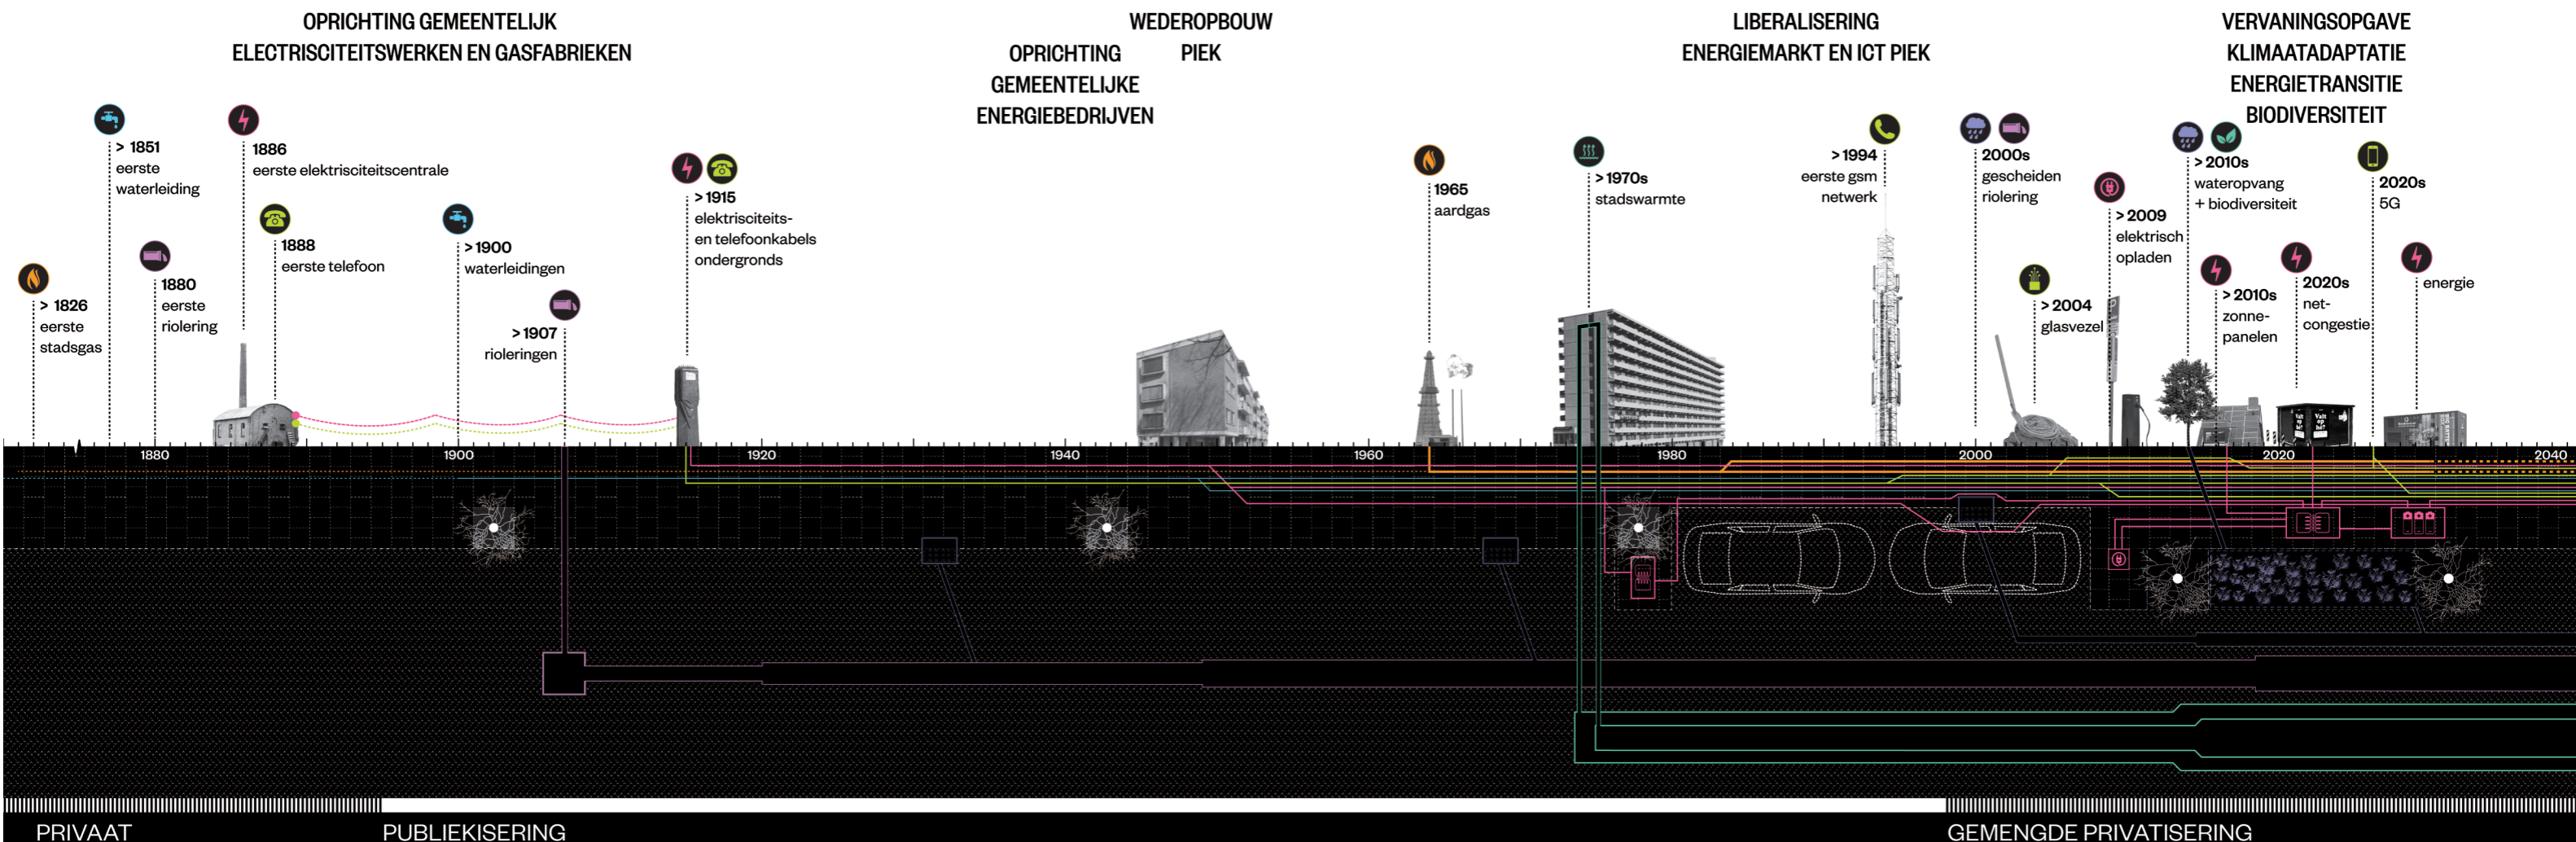 OPRICHTING GEMEENTELIJK
ELECTRISCITEITSWERKEN EN GASFABRIEKEN
OPRICHTING
GEMEENTELIJKE
ENERGIEBEDRIJVEN
WEDEROPBOUW
PIEK
LIBERALISERING
ENERGIEMARKT EN ICT PIEK
VERVANINGSOPGAVE
KLIMAATADAPTATIE
ENERGIETRANSITIE
BIODIVERSITEIT
> 1826
eerste
stadsgas
> 1851
eerste
waterleiding
1880
eerste
riolering
1886
eerste elektrisciteitscentrale
1888
eerste telefoon
> 1900
waterleidingen
> 1907
rioleringen
> 1915
elektrisciteits-
en telefoonkabels
ondergronds
1965
aardgas
> 1970s
stadswarmte
> 1994
eerste gsm
netwerk
2000s
gescheiden
riolering
> 2004
glasvezel
> 2009
elektrisch
opladen
> 2010s
wateropvang
+ biodiversiteit
> 2010s
zonne-
panelen
2020s
net-
congestie
2020s
5G
energie
1880
1900
1920
1940
1960
1980
2000
2020
2040
PRIVAAT
PUBLIEKISERING
GEMENGDE PRIVATISERING